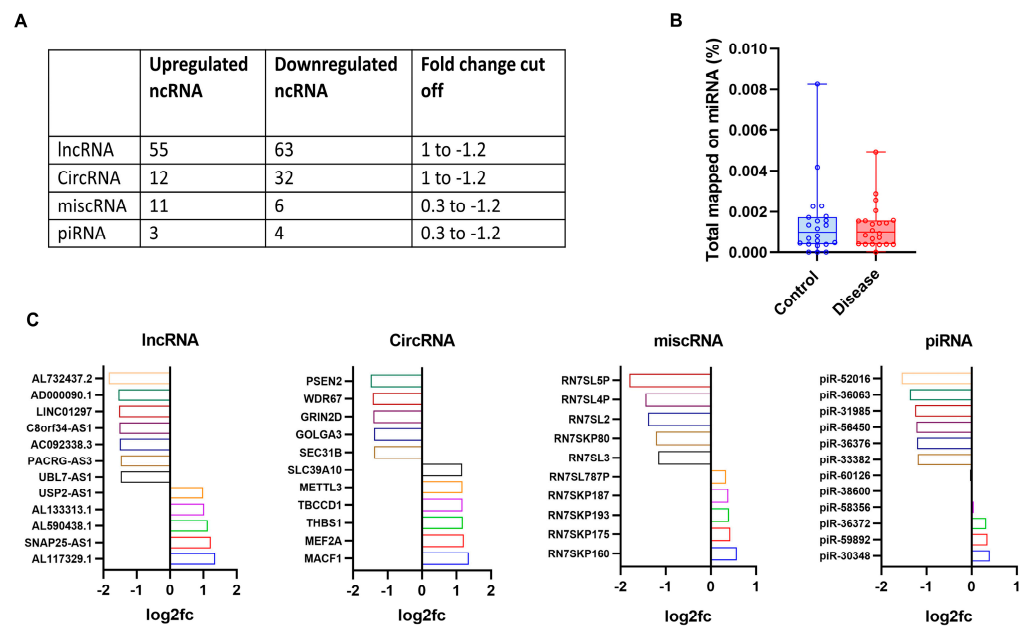 A
Upregulated ncRNA
Downregulated ncRNA
Fold change cut off
lncRNA 55 63 1 to -1.2
CircRNA 12 32 1 to -1.2
miscRNA 11 6 0.3 to -1.2
piRNA 3 4 0.3 to -1.2
B
Total mapped on miRNA (%)
0.010
0.008
0.006
0.004
0.002
0.000
Control
Disease
C
lncRNA
AL732437.2
AD000090.1
LINC01297
C8orf34-AS1
AC092338.3
PACRG-AS3
UBL7-AS1
USP2-AS1
AL133313.1
AL590438.1
SNAP25-AS1
AL117329.1
-2 -1 0 1 2
log2fc
CircRNA
PSEN2
WDR67
GRIN2D
GOLGA3
SEC31B
SLC39A10
METTL3
TBCCD1
THBS1
MEF2A
MACF1
-2 -1 0 1 2
log2fc
miscRNA
RN7SL5P
RN7SL4P
RN7SL2
RN7SKP80
RN7SL3
RN7SL787P
RN7SKP187
RN7SKP193
RN7SKP175
RN7SKP160
-2 -1 0 1
log2fc
piRNA
piR-52016
piR-36063
piR-31985
piR-56450
piR-36376
piR-33382
piR-60126
piR-38600
piR-58356
piR-36372
piR-59892
piR-30348
-2 -1 0 1
log2fc